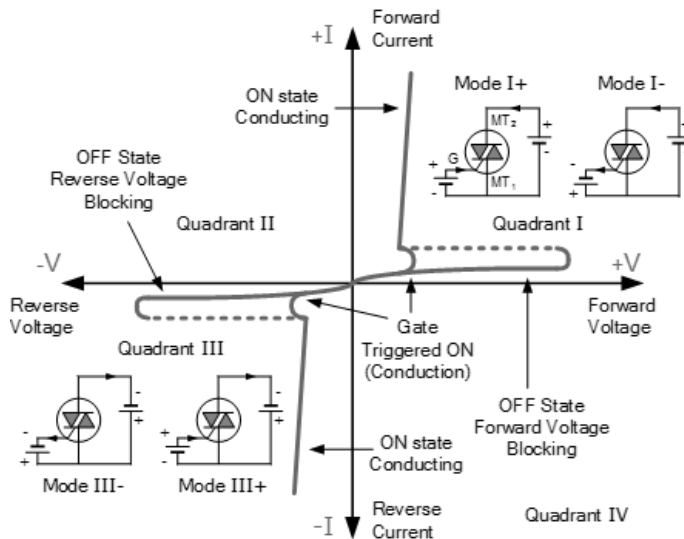 +I
Forward
Current
ON state
Conducting
Mode I+
Mode I-
MT₂
+
-
+
-
G
MT₁
+
-
-
+
OFF State
Reverse Voltage
Blocking
Quadrant II
Quadrant I
-V
+V
Reverse
Voltage
Forward
Voltage
Gate
Triggered ON
(Conduction)
Quadrant III
OFF State
Forward Voltage
Blocking
-
+
-
+
-
+
+
-
ON state
Conducting
Mode III-
Mode III+
-I
Reverse
Current
Quadrant IV